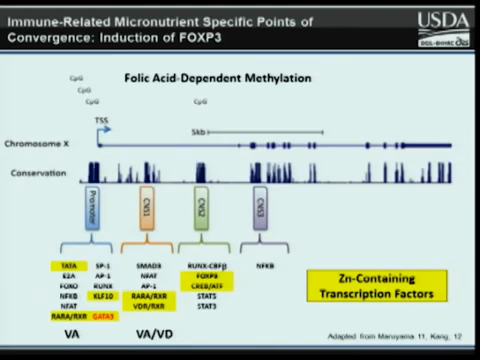 Immune-Related Micronutrient Specific Points of
Convergence: Induction of FOXP3
USDA
Folic Acid-Dependent Methylation
CpG
CpG
CpG
CpG
TSS
5kb
Chromosome X
Conservation
Promoter
CNS1
CNS2
CNS3
TATA
E2A
FOXO
NFKB
NFAT
RARA/RXR
SP-1
AP-1
RUNX
KLF10
GATA3
SMAD3
NFAT
AP-1
RARA/RXR
VDR/RXR
RUNX-CBFβ
FOXP3
CREB/ATF
STAT5
STAT3
NFKB
Zn-Containing
Transcription Factors
VA
VA/VD
Adapted from Maruyama 11, Kang, 12